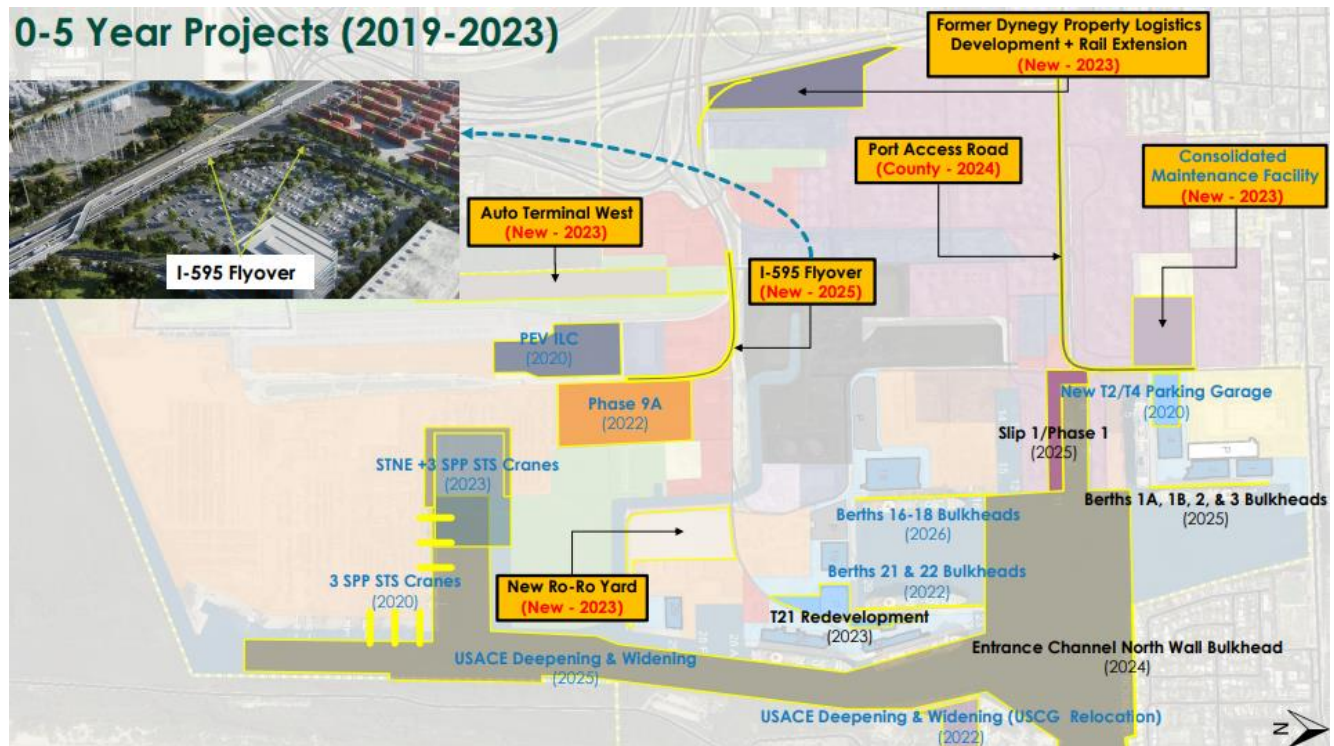 0-5 Year Projects (2019-2023)
Former Dynegy Property Logistics
Development + Rail Extension
(New - 2023)
Port Access Road
(County - 2024)
Consolidated
Maintenance Facility
(New - 2023)
Auto Terminal West
(New - 2023)
I-595 Flyover
I-595 Flyover
(New - 2025)
PEV ILC
(2020)
Phase 9A
(2022)
New T2/T4 Parking Garage
(2020)
Slip 1/Phase 1
(2025)
STNE +3 SPP STS Cranes
(2023)
Berths 1A, 1B, 2, & 3 Bulkheads
(2025)
Berths 16-18 Bulkheads
(2026)
3 SPP STS Cranes
(2020)
New Ro-Ro Yard
(New - 2023)
Berths 21 & 22 Bulkheads
(2022)
T21 Redevelopment
(2023)
Entrance Channel North Wall Bulkhead
(2024)
USACE Deepening & Widening
(2025)
USACE Deepening & Widening (USCG Relocation)
(2022)
N